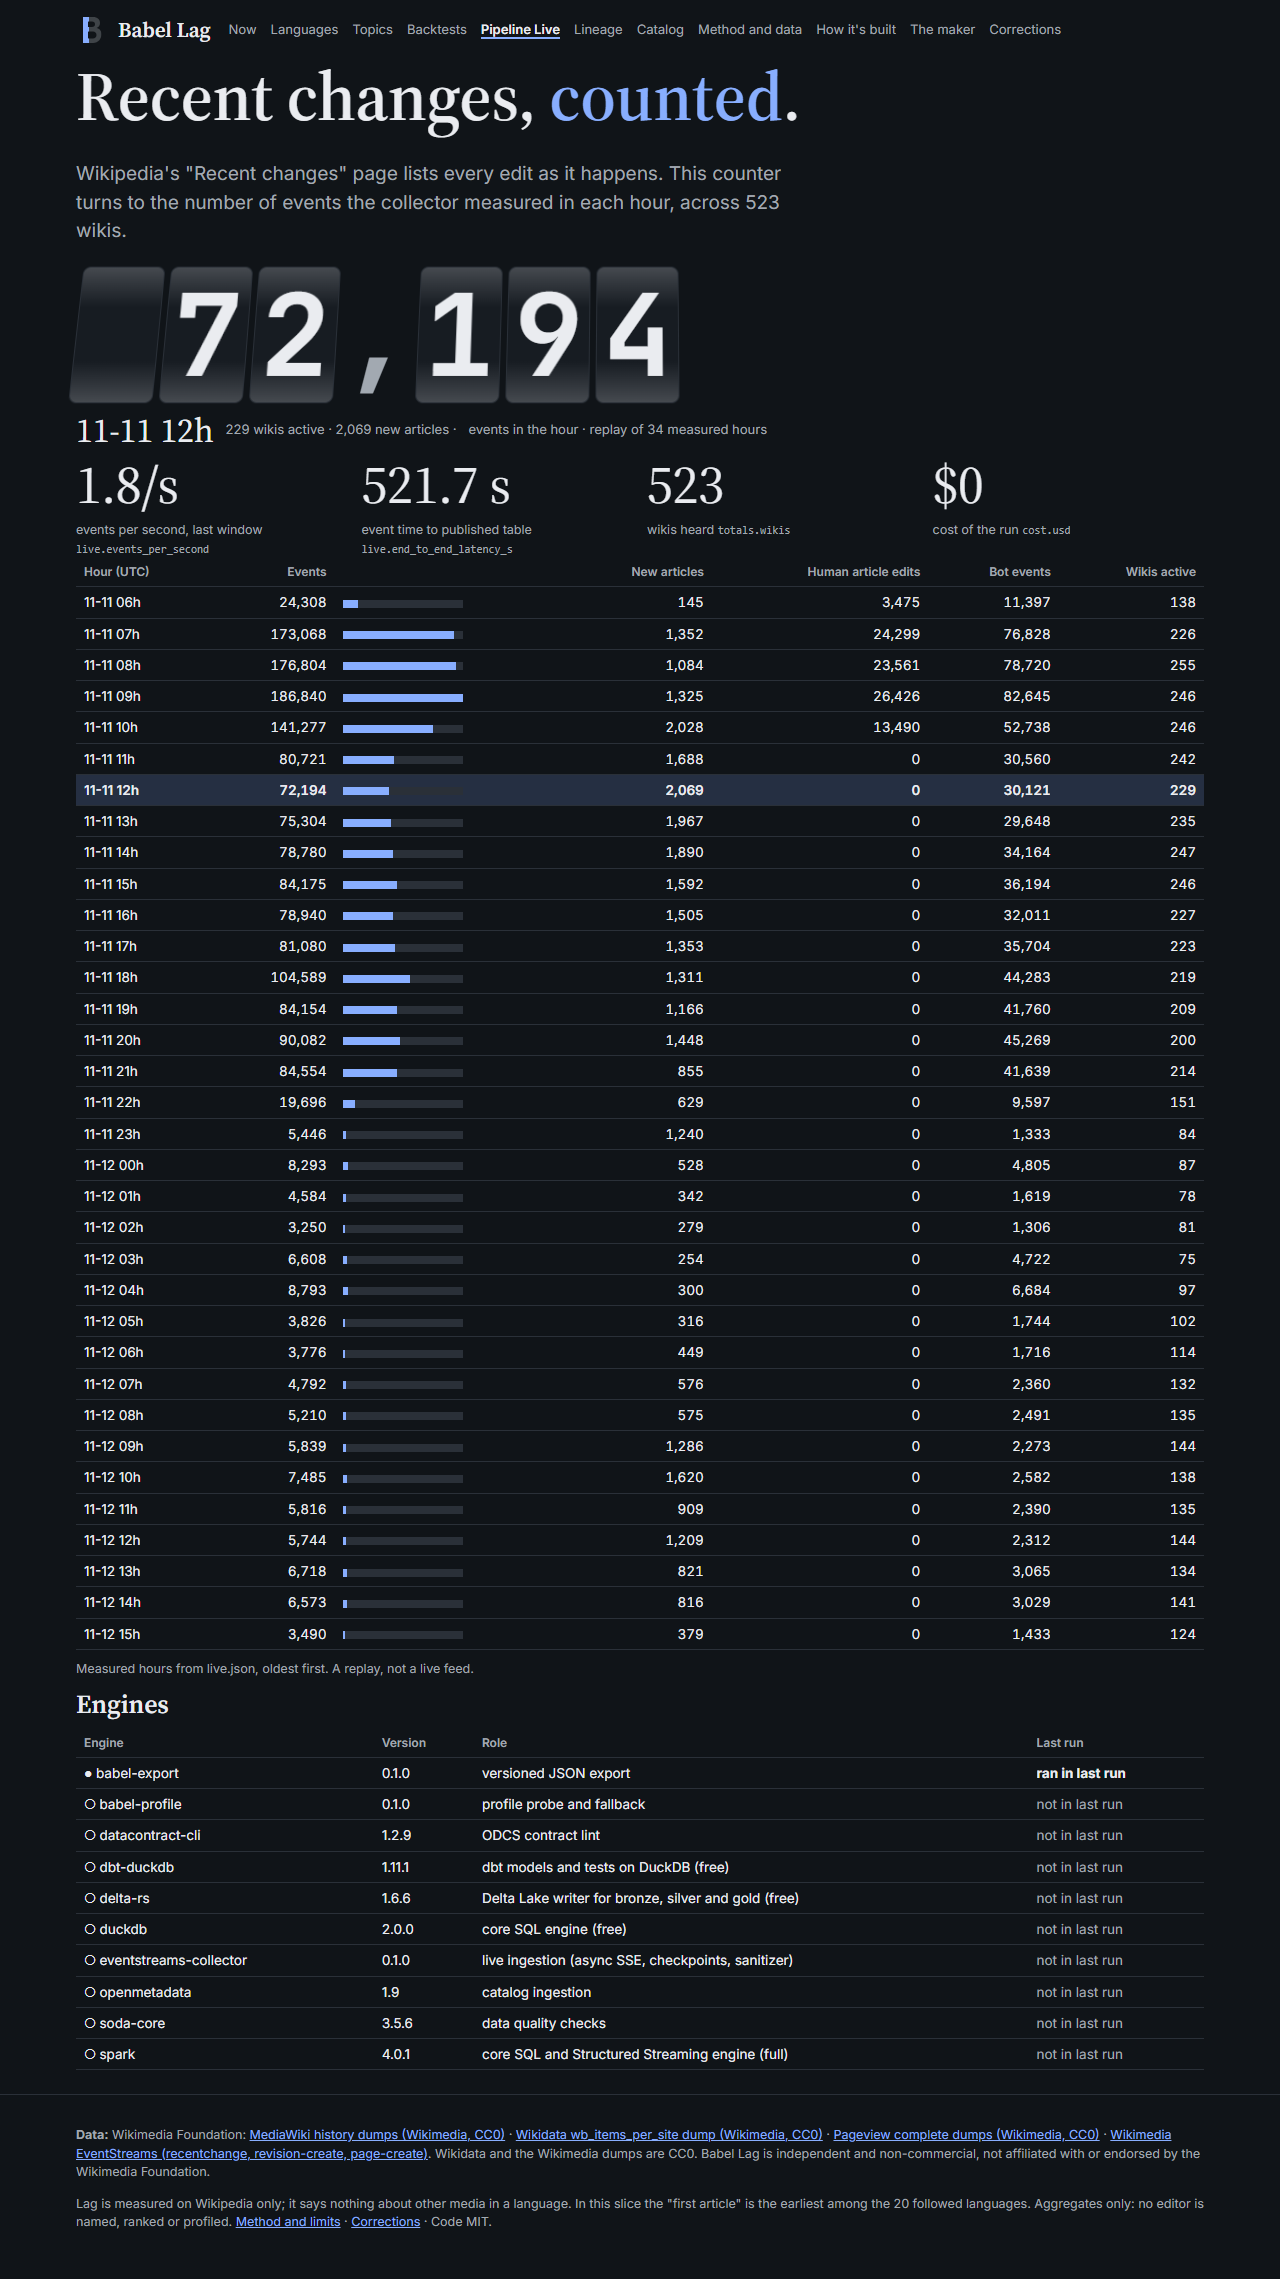 B Babel Lag Now Languages Topics Backtests Pipeline Live Lineage Catalog Method and data How it's built The maker Corrections
Recent changes, counted.
Wikipedia's "Recent changes" page lists every edit as it happens. This counter
turns to the number of events the collector measured in each hour, across 523
wikis.
72,194
11-11 12h 229 wikis active · 2,069 new articles · events in the hour · replay of 34 measured hours
1.8/s 521.7 s 523 $0
events per second, last window event time to published table wikis heard totals.wikis cost of the run cost.usd
live.events_per_second live.end_to_end_latency_s
Hour (UTC) Events New articles Human article edits Bot events Wikis active
11-11 06h 24,308 145 3,475 11,397 138
11-11 07h 173,068 1,352 24,299 76,828 226
11-11 08h 176,804 1,084 23,561 78,720 255
11-11 09h 186,840 1,325 26,426 82,645 246
11-11 10h 141,277 2,028 13,490 52,738 246
11-11 11h 80,721 1,688 0 30,560 242
11-11 12h 72,194 2,069 0 30,121 229
11-11 13h 75,304 1,967 0 29,648 235
11-11 14h 78,780 1,890 0 34,164 247
11-11 15h 84,175 1,592 0 36,194 246
11-11 16h 78,940 1,505 0 32,011 227
11-11 17h 81,080 1,353 0 35,704 223
11-11 18h 104,589 1,311 0 44,283 219
11-11 19h 84,154 1,166 0 41,760 209
11-11 20h 90,082 1,448 0 45,269 200
11-11 21h 84,554 855 0 41,639 214
11-11 22h 19,696 629 0 9,597 151
11-11 23h 5,446 1,240 0 1,333 84
11-12 00h 8,293 528 0 4,805 87
11-12 01h 4,584 342 0 1,619 78
11-12 02h 3,250 279 0 1,306 81
11-12 03h 6,608 254 0 4,722 75
11-12 04h 8,793 300 0 6,684 97
11-12 05h 3,826 316 0 1,744 102
11-12 06h 3,776 449 0 1,716 114
11-12 07h 4,792 576 0 2,360 132
11-12 08h 5,210 575 0 2,491 135
11-12 09h 5,839 1,286 0 2,273 144
11-12 10h 7,485 1,620 0 2,582 138
11-12 11h 5,816 909 0 2,390 135
11-12 12h 5,744 1,209 0 2,312 144
11-12 13h 6,718 821 0 3,065 134
11-12 14h 6,573 816 0 3,029 141
11-12 15h 3,490 379 0 1,433 124
Measured hours from live.json, oldest first. A replay, not a live feed.
Engines
Engine Version Role Last run
● babel-export 0.1.0 versioned JSON export ran in last run
○ babel-profile 0.1.0 profile probe and fallback not in last run
○ datacontract-cli 1.2.9 ODCS contract lint not in last run
○ dbt-duckdb 1.11.1 dbt models and tests on DuckDB (free) not in last run
○ delta-rs 1.6.6 Delta Lake writer for bronze, silver and gold (free) not in last run
○ duckdb 2.0.0 core SQL engine (free) not in last run
○ eventstreams-collector 0.1.0 live ingestion (async SSE, checkpoints, sanitizer) not in last run
○ openmetadata 1.9 catalog ingestion not in last run
○ soda-core 3.5.6 data quality checks not in last run
○ spark 4.0.1 core SQL and Structured Streaming engine (full) not in last run
Data: Wikimedia Foundation: MediaWiki history dumps (Wikimedia, CC0) · Wikidata wb_items_per_site dump (Wikimedia, CC0) · Pageview complete dumps (Wikimedia, CC0) · Wikimedia
EventStreams (recentchange, revision-create, page-create). Wikidata and the Wikimedia dumps are CC0. Babel Lag is independent and non-commercial, not affiliated with or endorsed by the
Wikimedia Foundation.
Lag is measured on Wikipedia only; it says nothing about other media in a language. In this slice the "first article" is the earliest among the 20 followed languages. Aggregates only: no editor is
named, ranked or profiled. Method and limits · Corrections · Code MIT.